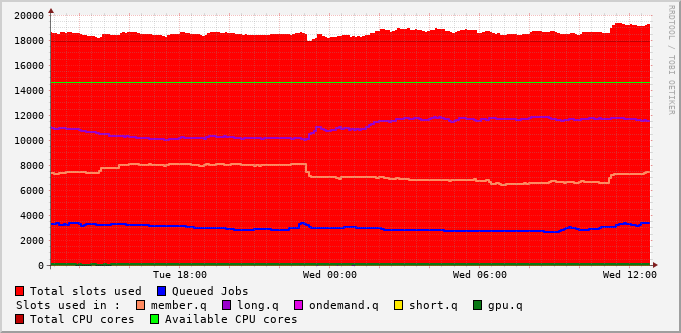 20000
18000
16000
14000
12000
10000
8000
6000
4000
2000
0
Tue 18:00 Wed 00:00 Wed 06:00 Wed 12:00
Total slots used Queued Jobs
Slots used in : member.q long.q ondemand.q short.q gpu.q
Total CPU cores Available CPU cores
RRDTOOL / TOBI OETIKER